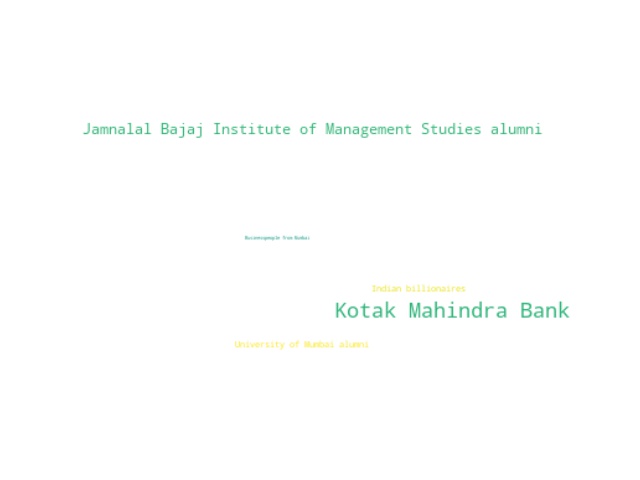 Jamnalal Bajaj Institute of Management Studies alumni
Businesspeople from Mumbai
Indian billionaires
Kotak Mahindra Bank
University of Mumbai alumni